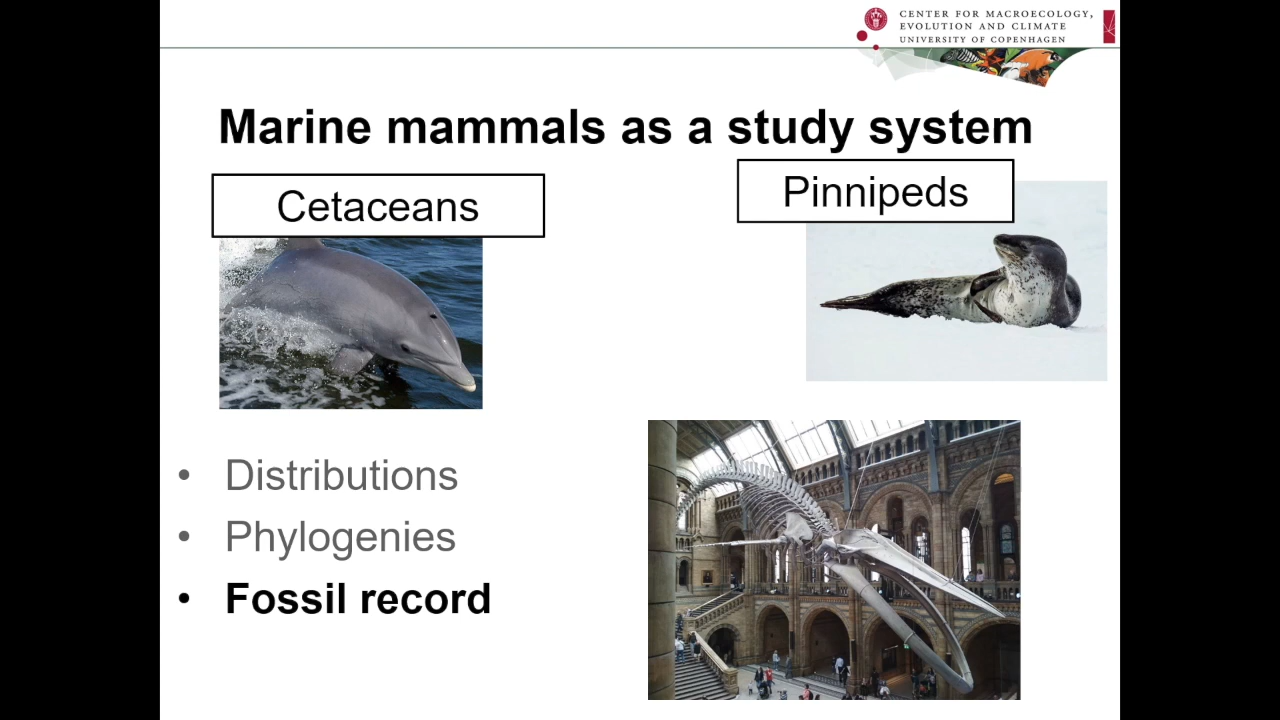 CENTER FOR MACROECOLOGY,
EVOLUTION AND CLIMATE
UNIVERSITY OF COPENHAGEN
Marine mammals as a study system
Cetaceans
Pinnipeds
• Distributions
• Phylogenies
• Fossil record